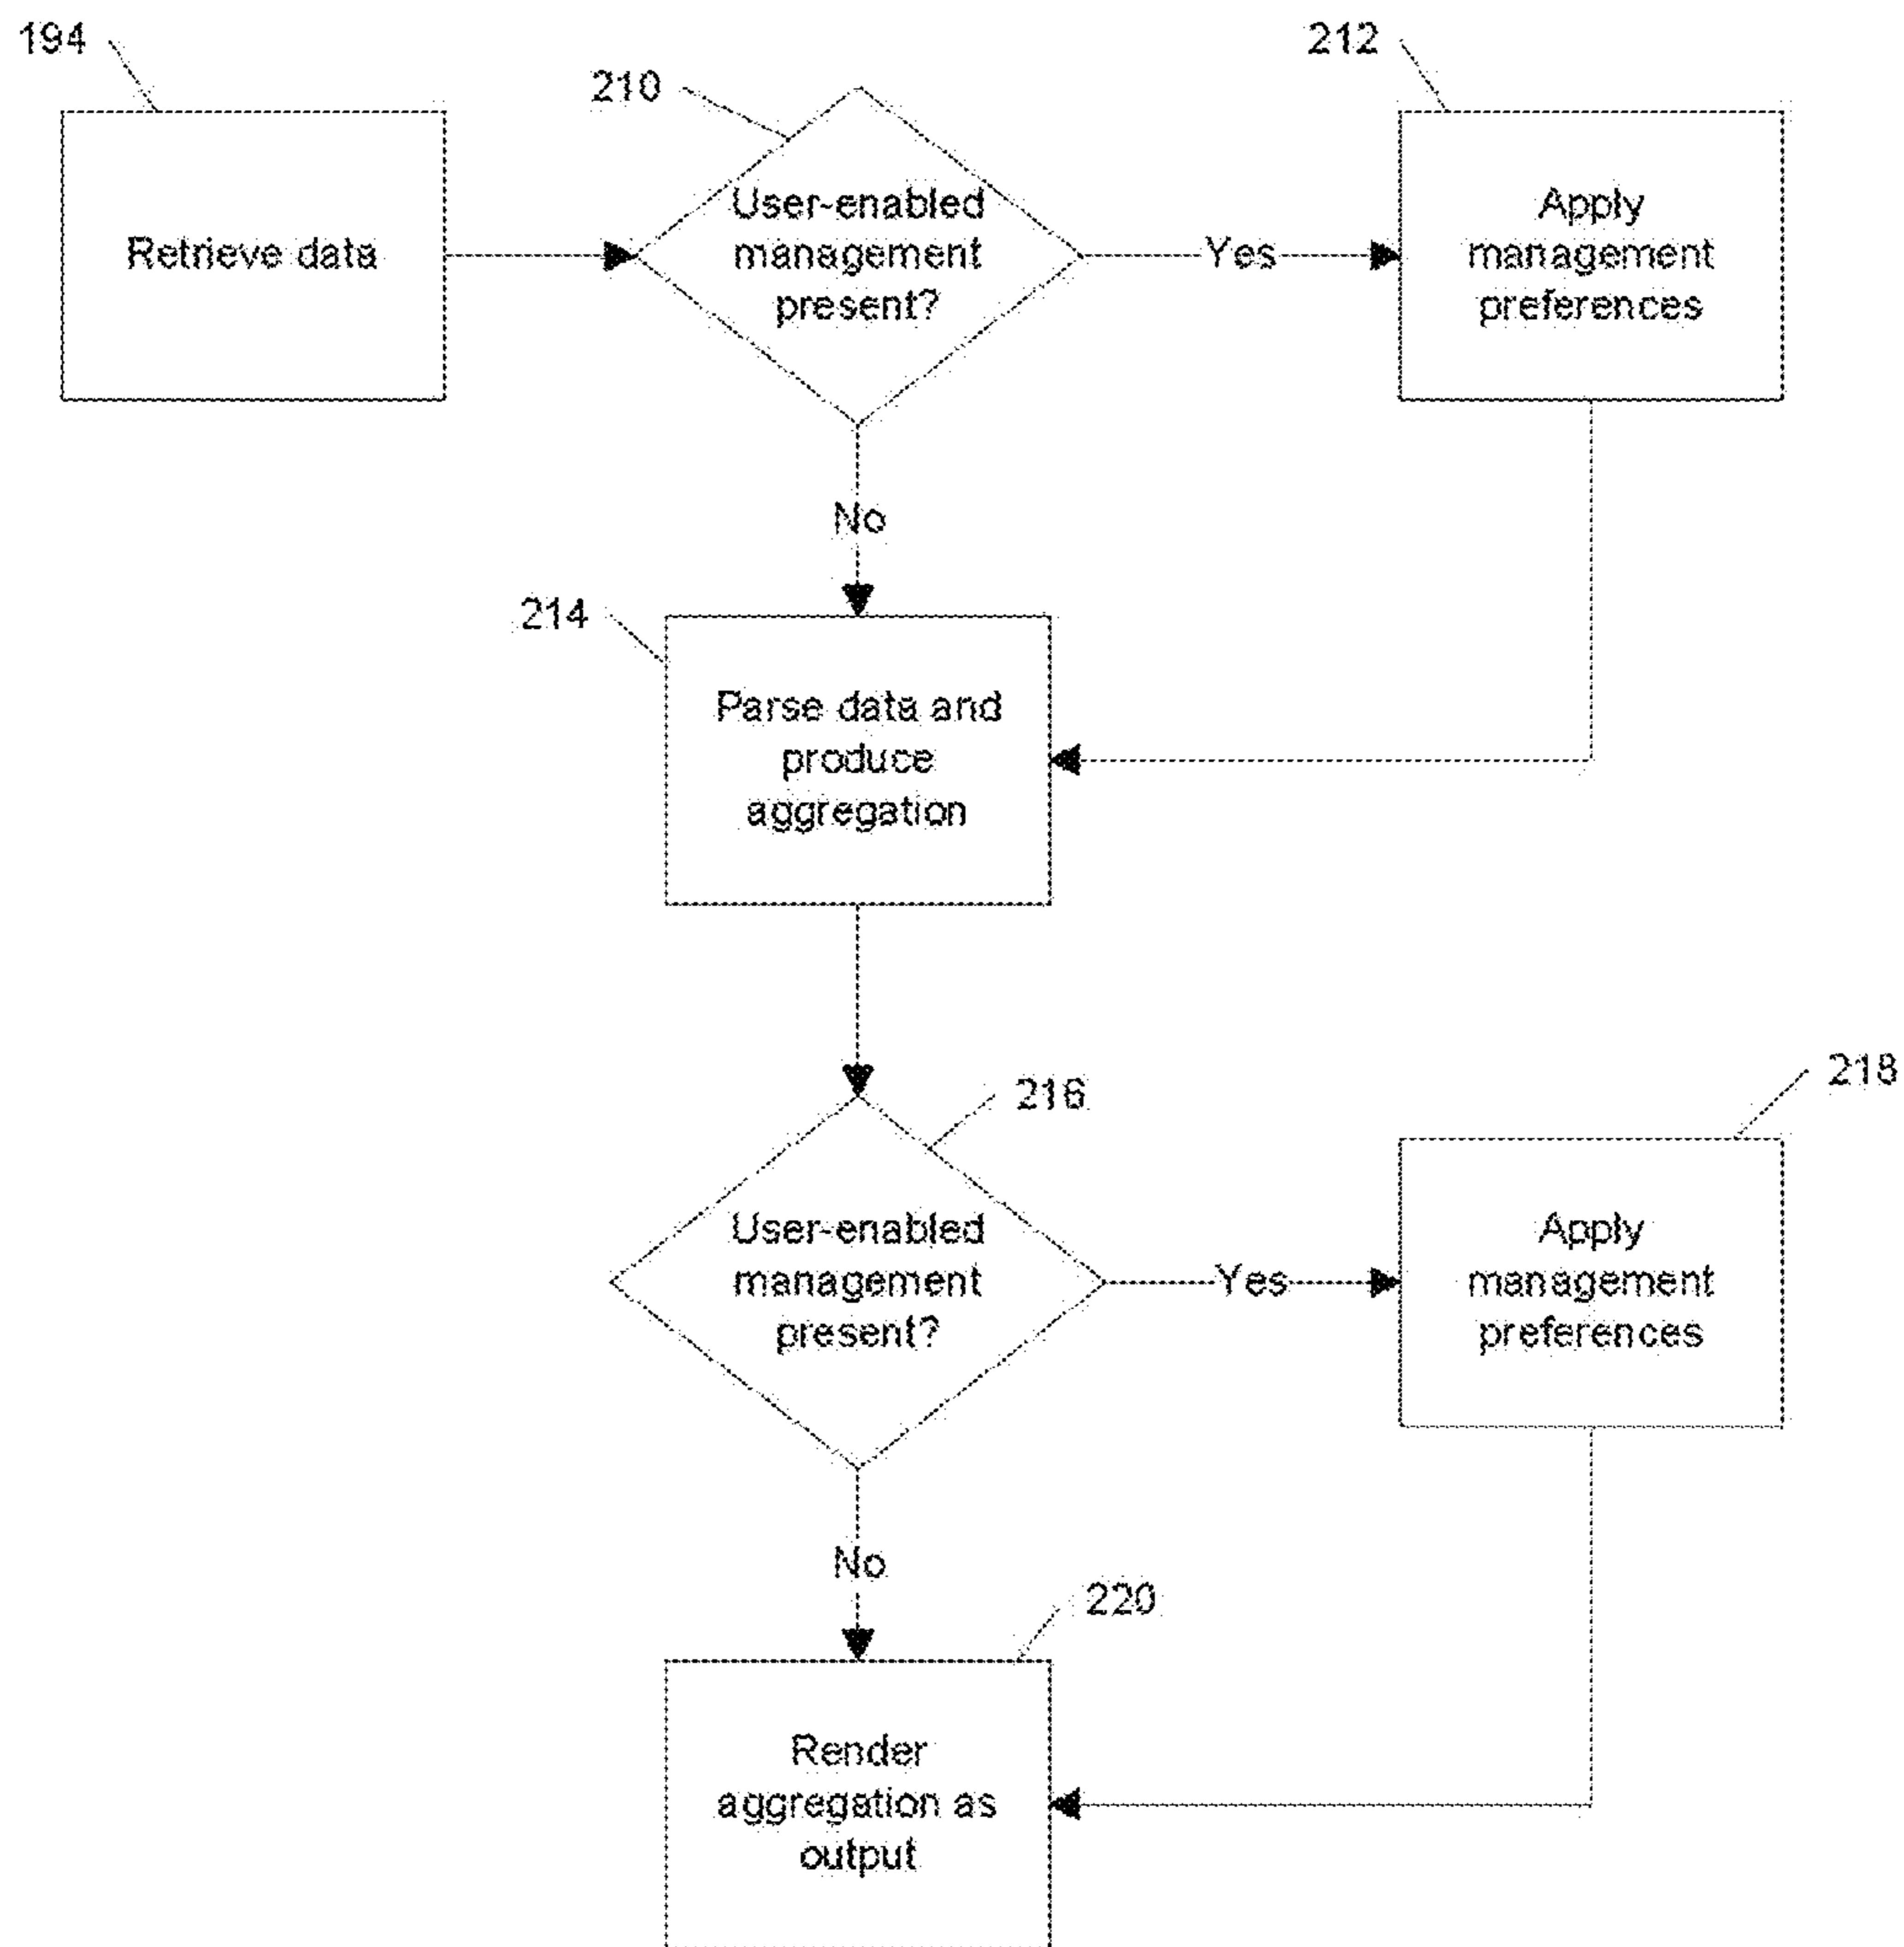 194
210
212
Retrieve data
User-enabled
management
present?
Yes
Apply
management
preferences
No
214
Parse data and
produce
aggregation
216
218
User-enabled
management
present?
Yes
Apply
management
preferences
No
220
Render
aggregation as
output